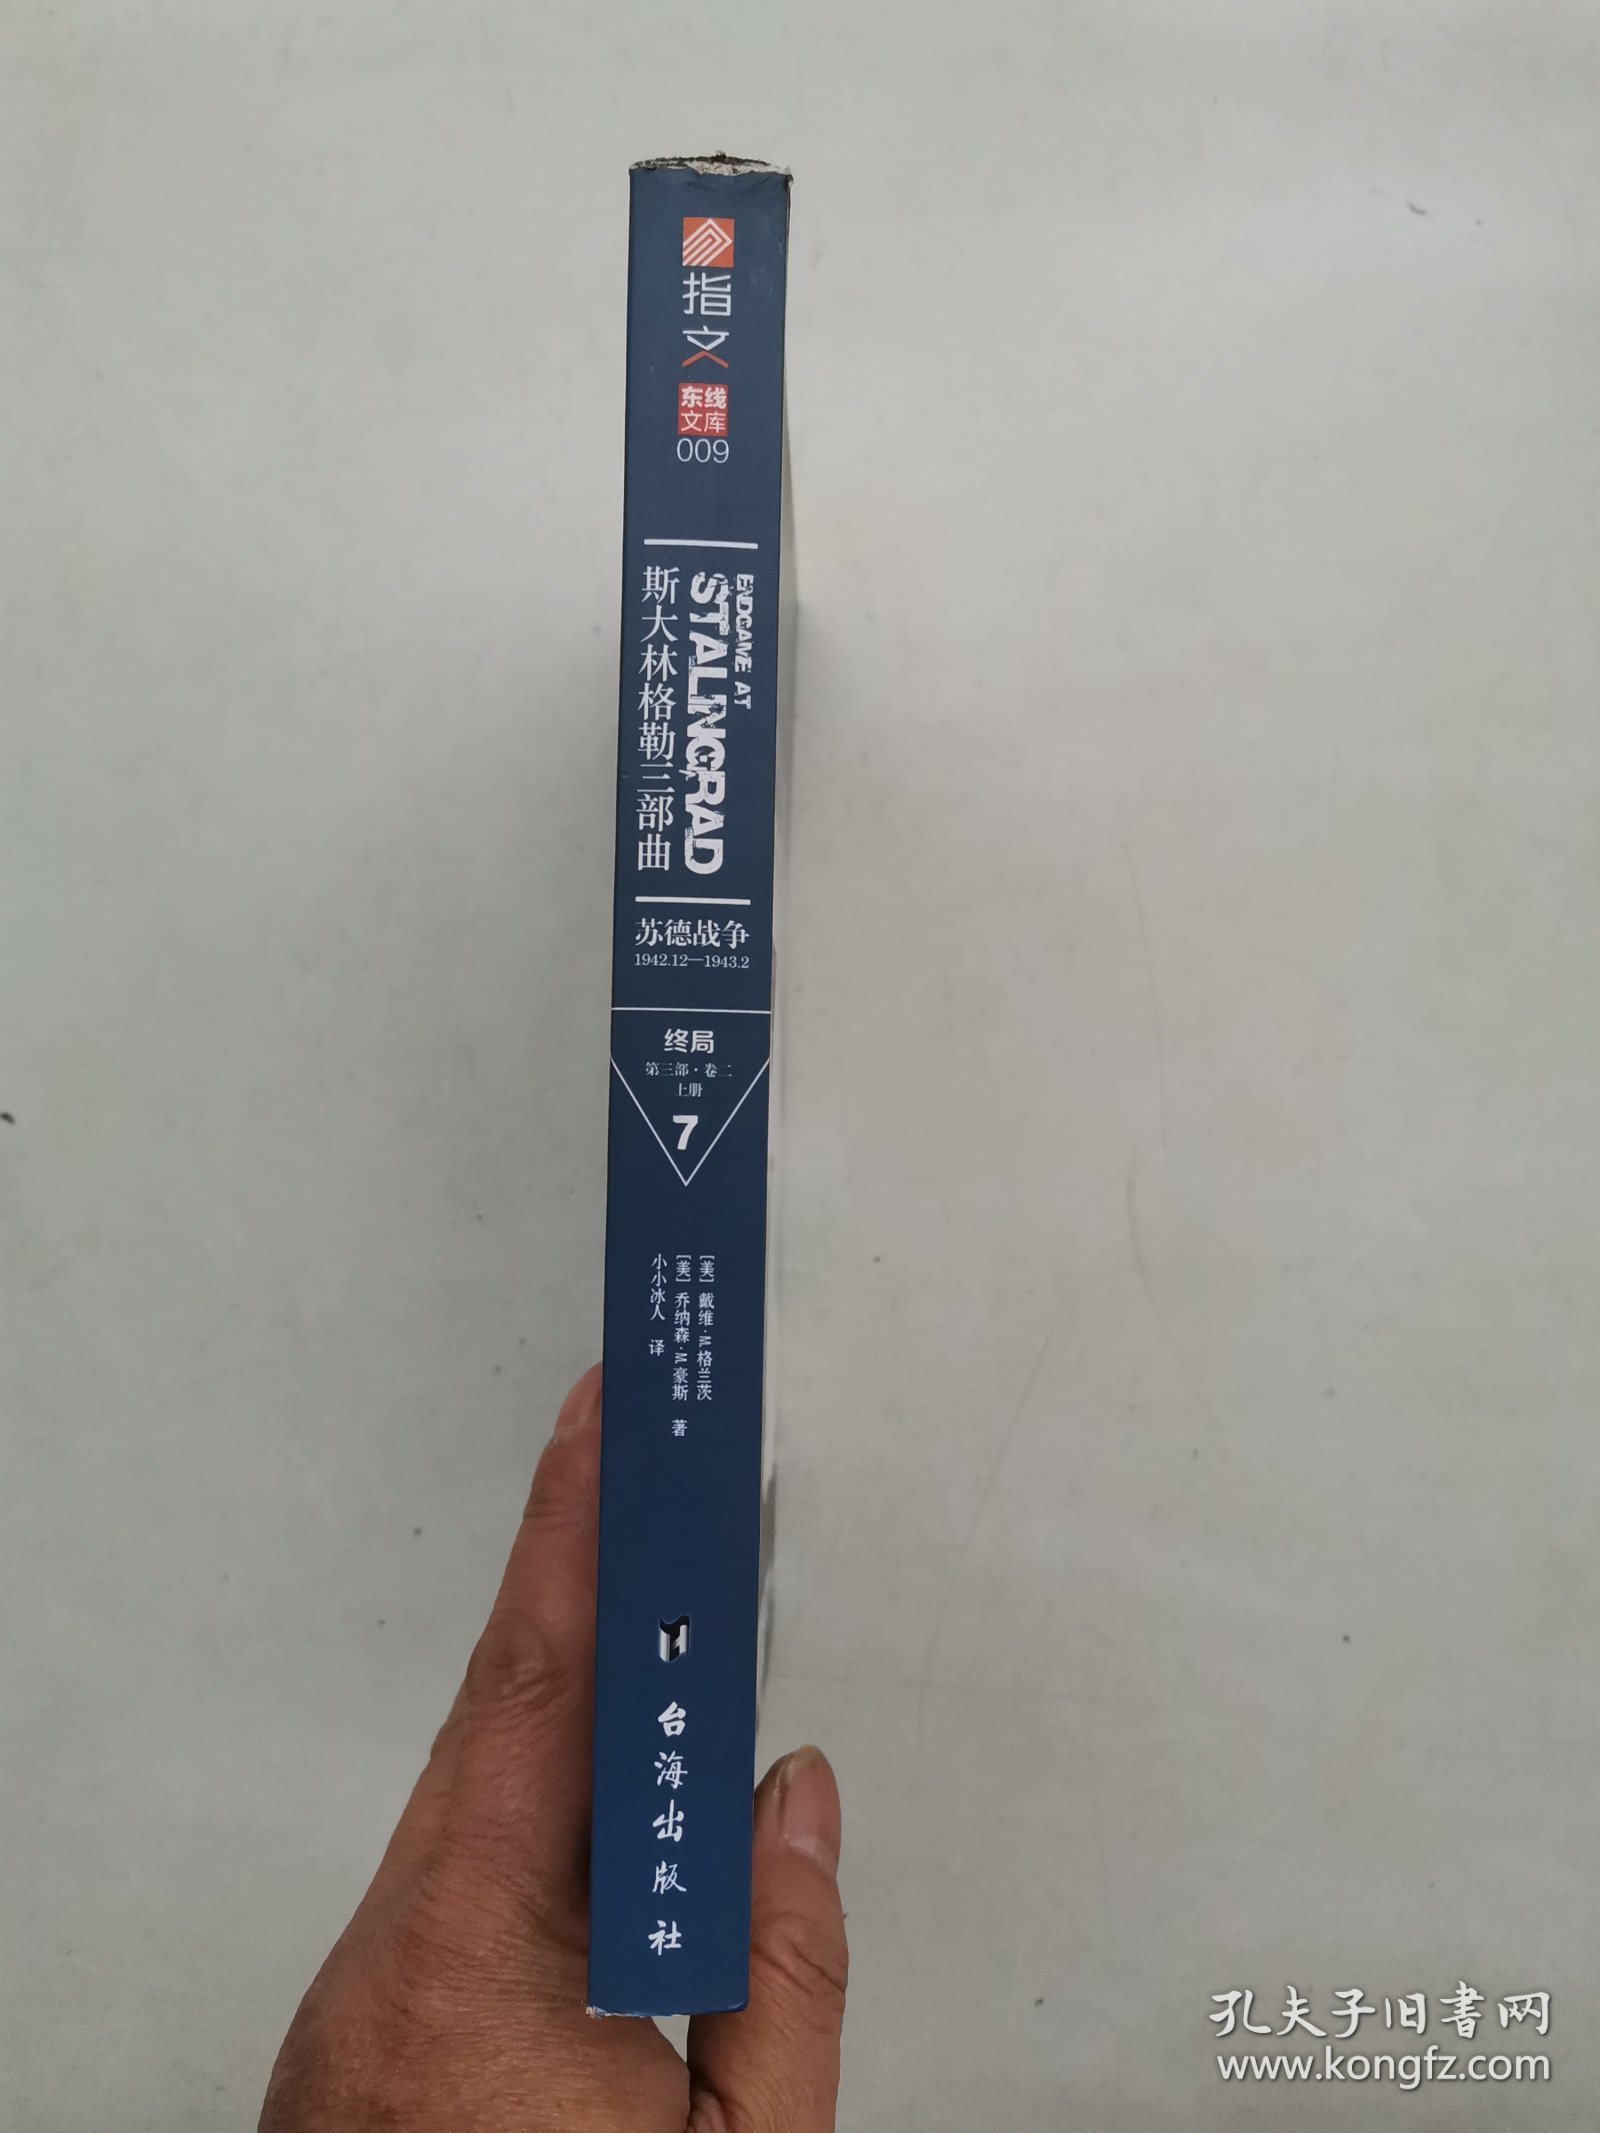 指文
东线
文库
009
ENDGAME AT
STALINGRAD
斯大林格勒三部曲
苏德战争
1942.12—1943.2
终局
第三部·卷二
上册
7
[美] 戴维·M.格兰茨
[美] 乔纳森·M.豪斯 著
小小冰人 译
台海出版社
孔夫子旧书网
www.kongfz.com